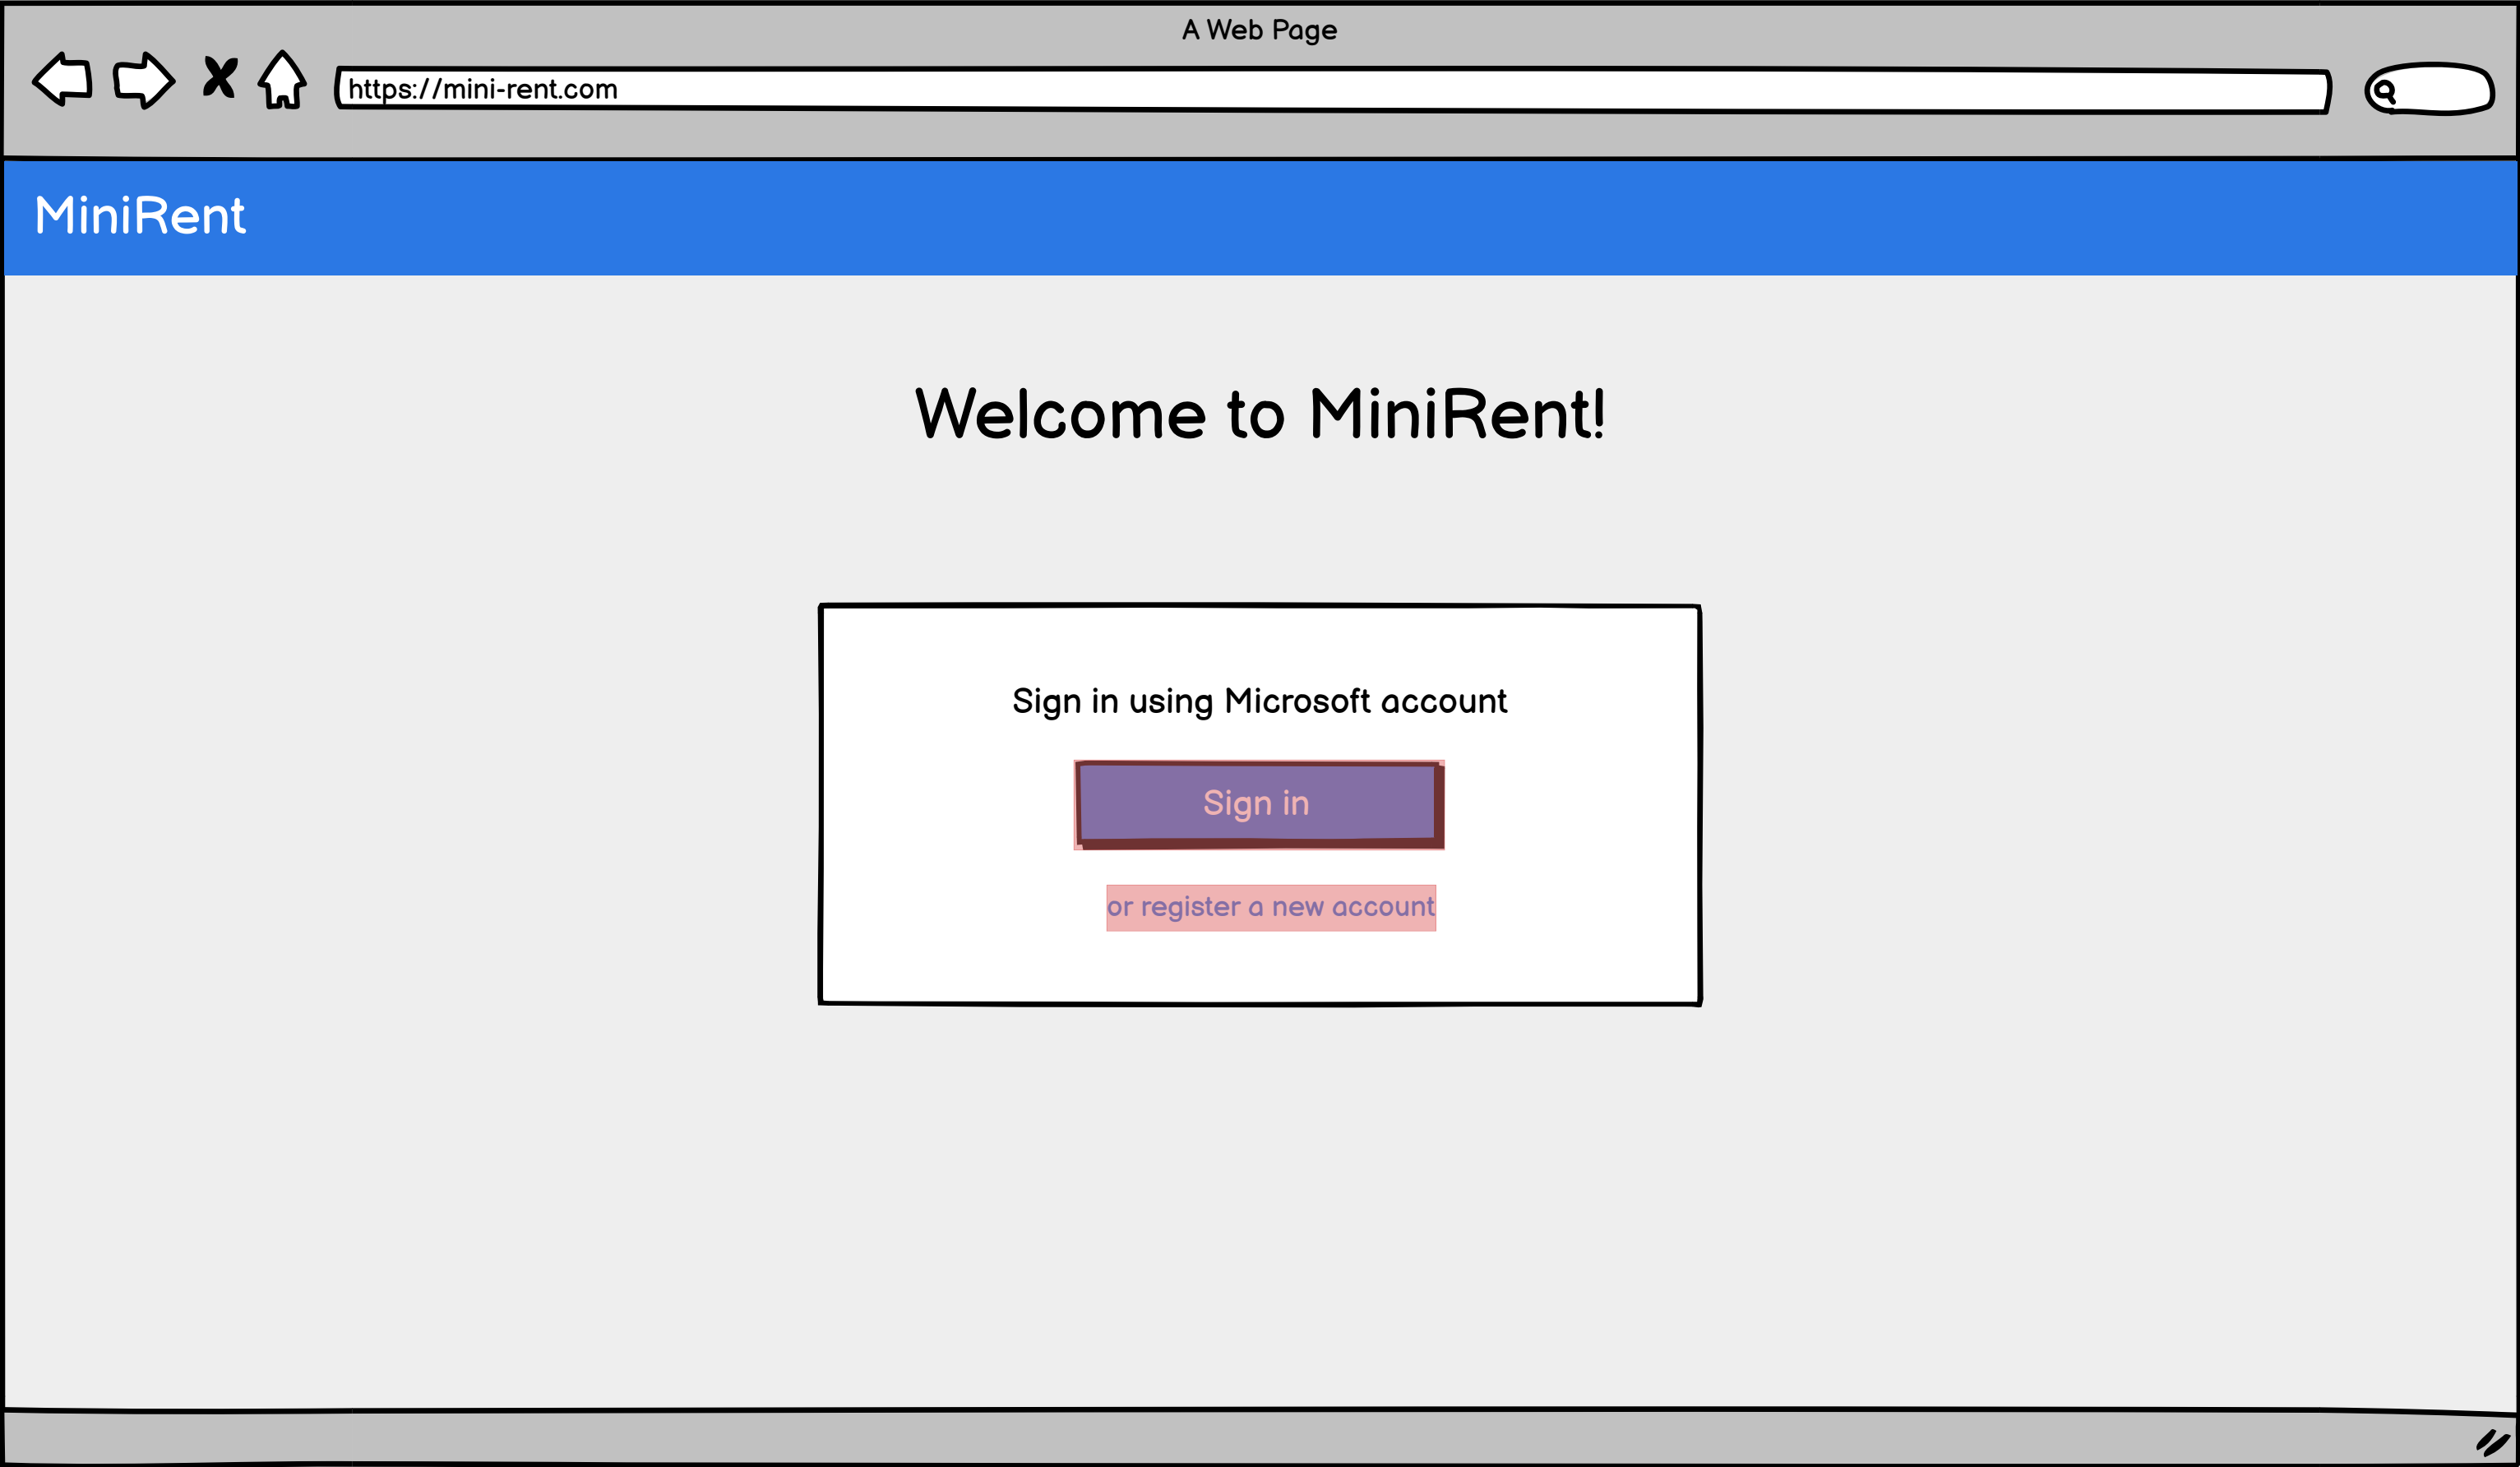 A Web Page
https://mini-rent.com
MiniRent
Welcome to MiniRent!
Sign in using Microsoft account
Sign in
or register a new account